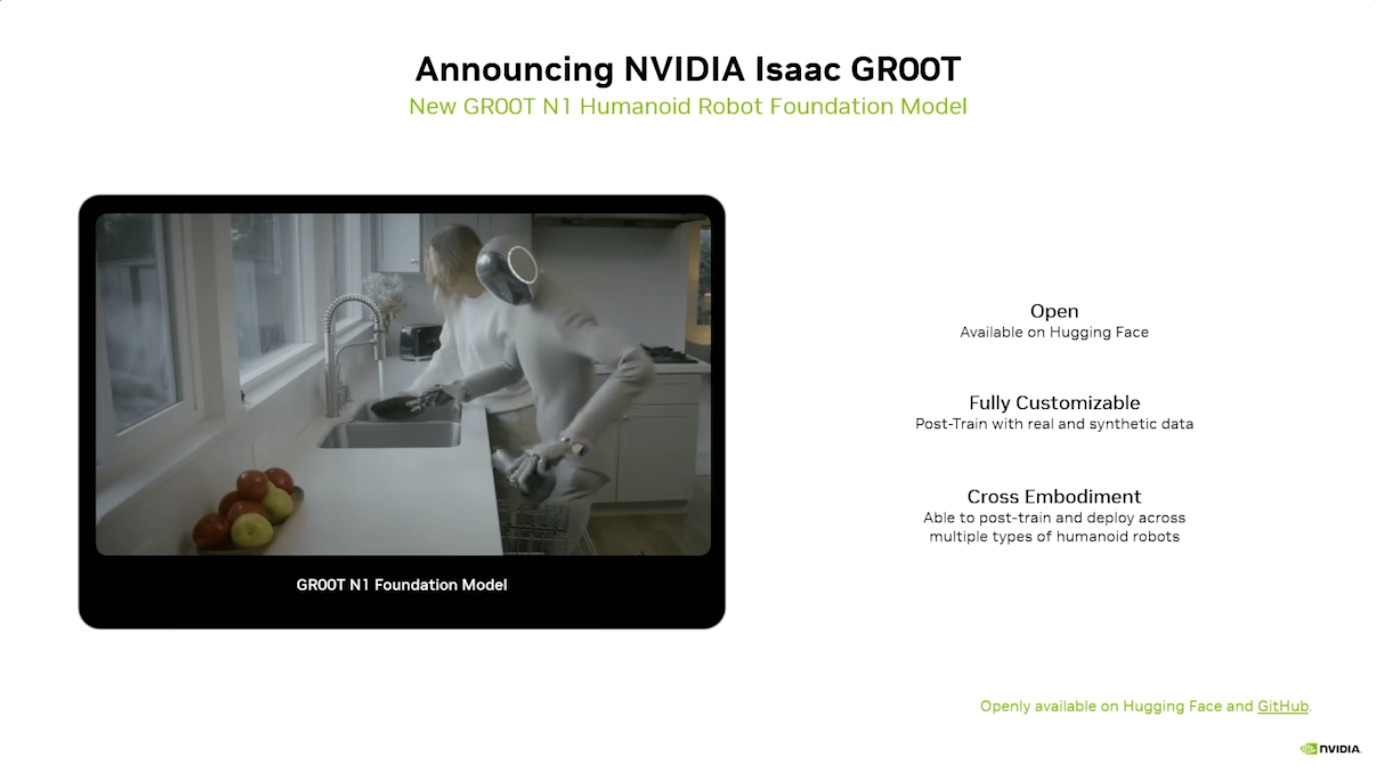 Announcing NVIDIA Isaac GR00T
New GR00T N1 Humanoid Robot Foundation Model
GR00T N1 Foundation Model
Open
Available on Hugging Face
Fully Customizable
Post-Train with real and synthetic data
Cross Embodiment
Able to post-train and deploy across
multiple types of humanoid robots
Openly available on Hugging Face and GitHub.
NVIDIA.